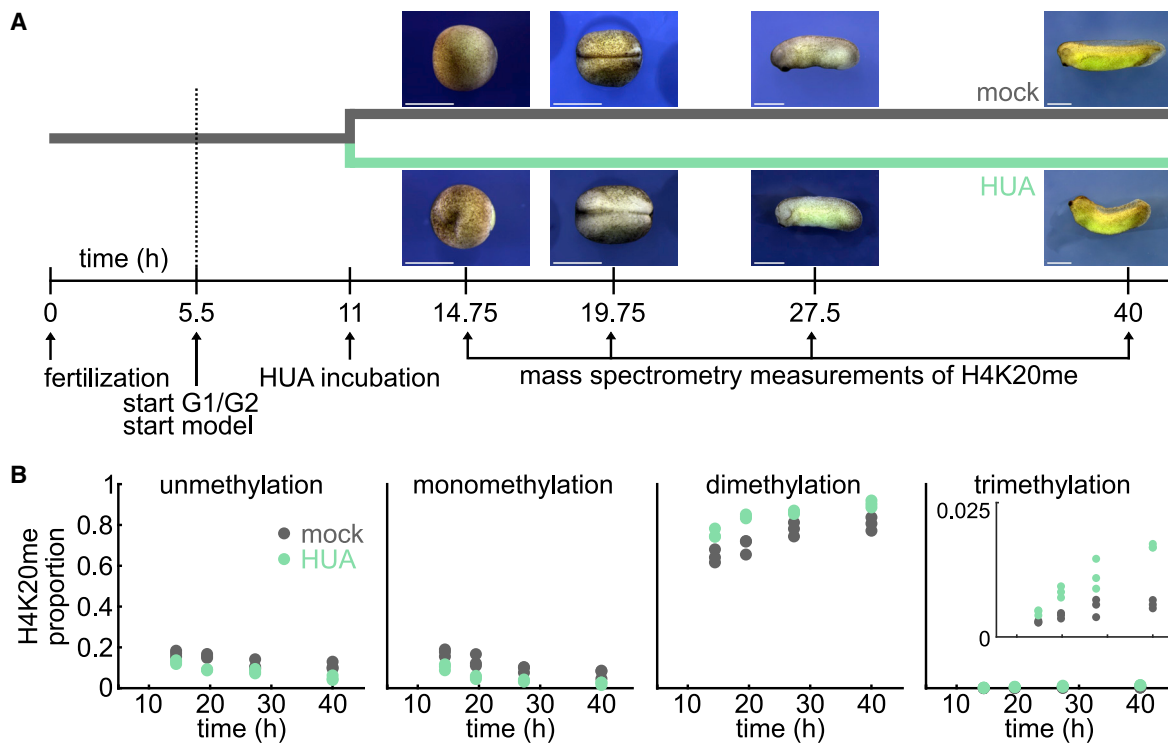 A
mock
HUA
time (h)
0 5.5 11 14.75 19.75 27.5 40
fertilization
start G1/G2
start model
HUA incubation
mass spectrometry measurements of H4K20me
B
H4K20me
proportion
unmethylation
mock
HUA
1
0.8
0.6
0.4
0.2
0
10 20 30 40
time (h)
monomethylation
10 20 30 40
time (h)
dimethylation
10 20 30 40
time (h)
trimethylation
0.025
0
10 20 30 40
time (h)